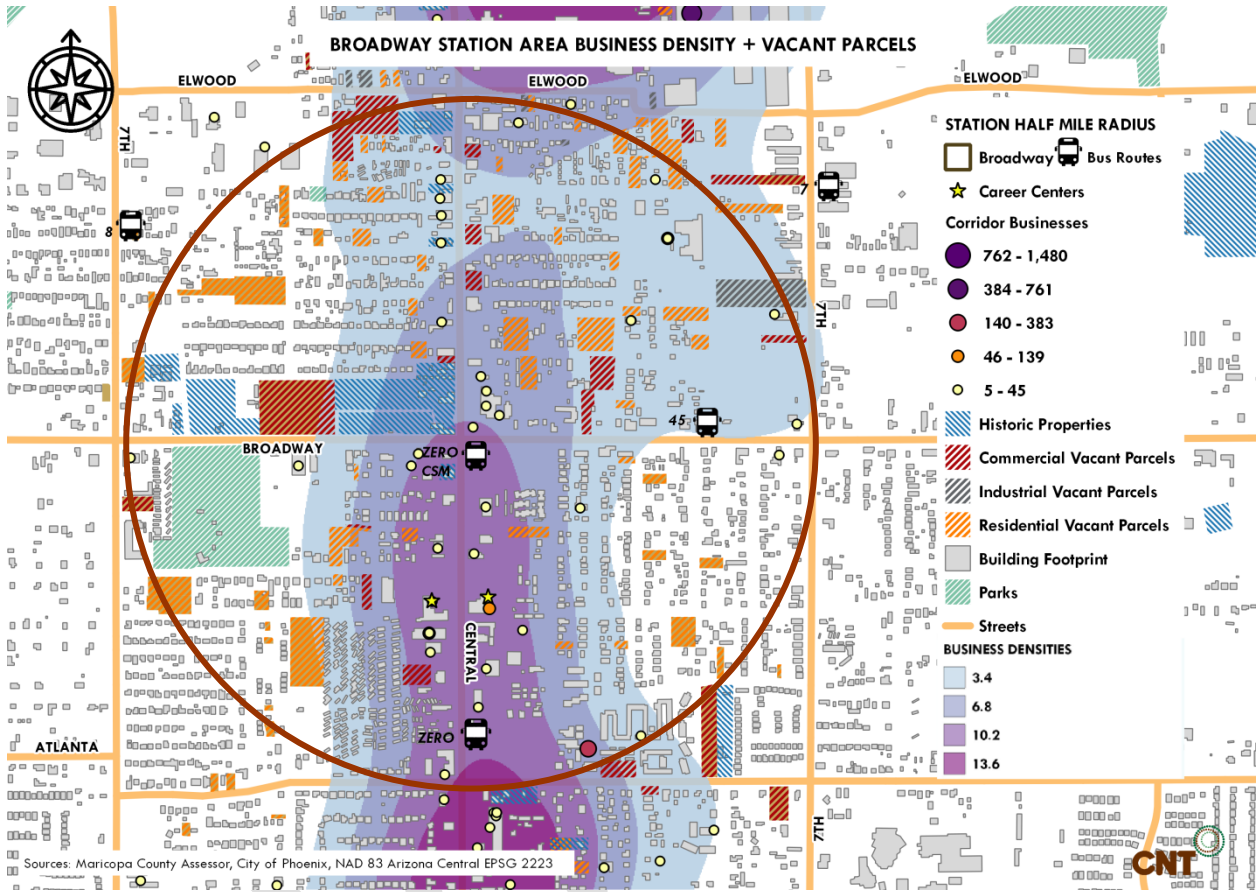 BROADWAY STATION AREA BUSINESS DENSITY + VACANT PARCELS
ELWOOD
ELWOOD
ELWOOD
7TH
8
7
7TH
BROADWAY
ZERO
CSM
45
CENTRAL
ZERO
ATLANTA
7TH
STATION HALF MILE RADIUS
Broadway
Bus Routes
Career Centers
Corridor Businesses
762 - 1,480
384 - 761
140 - 383
46 - 139
5 - 45
Historic Properties
Commercial Vacant Parcels
Industrial Vacant Parcels
Residential Vacant Parcels
Building Footprint
Parks
Streets
BUSINESS DENSITIES
3.4
6.8
10.2
13.6
Sources: Maricopa County Assessor, City of Phoenix, NAD 83 Arizona Central EPSG 2223
CNT